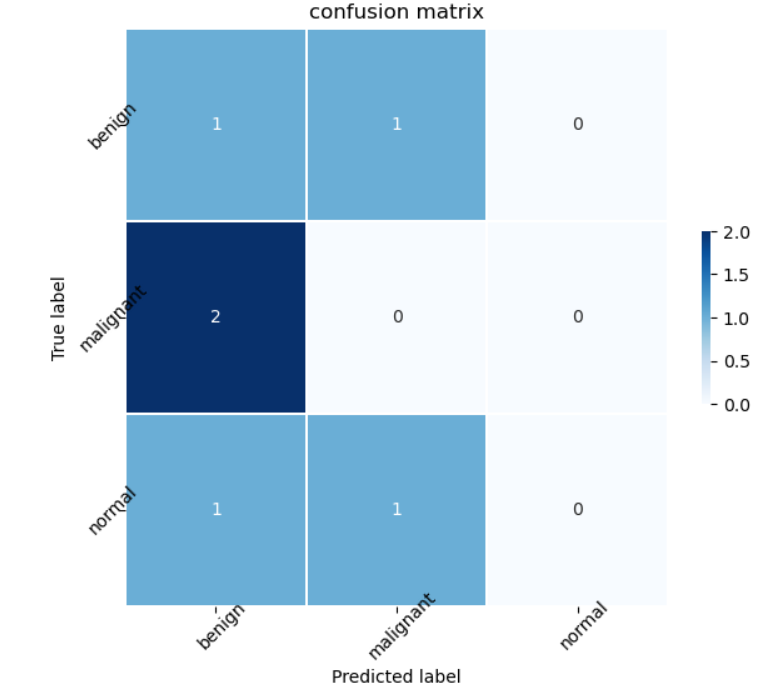 confusion matrix
benign
1
1
0
malignant
2
0
0
normal
1
1
0
True label
benign
malignant
normal
Predicted label
2.0
1.5
1.0
0.5
0.0